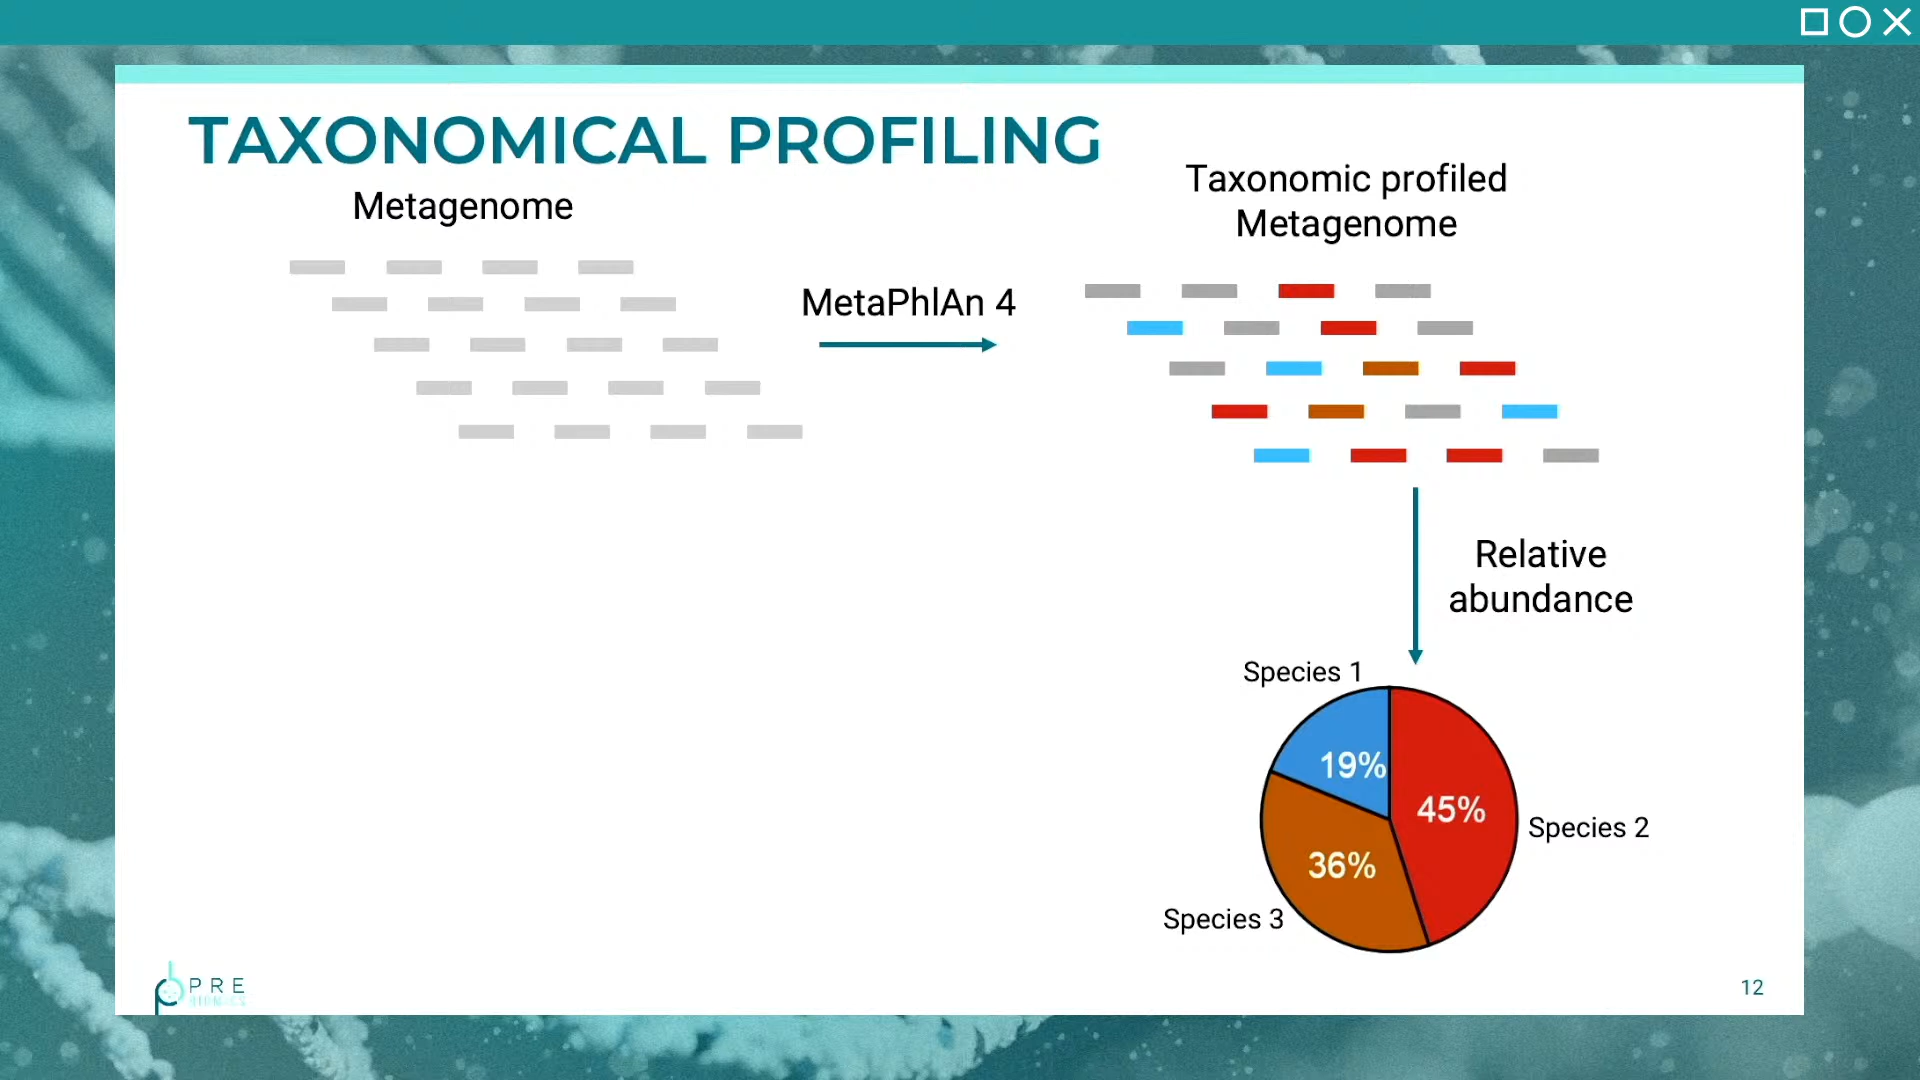 TAXONOMICAL PROFILING
Metagenome
Taxonomic profiled
Metagenome
MetaPhlAn 4
Relative
abundance
Species 1
19%
45%
Species 2
36%
Species 3
PRE
BIOMICS
12